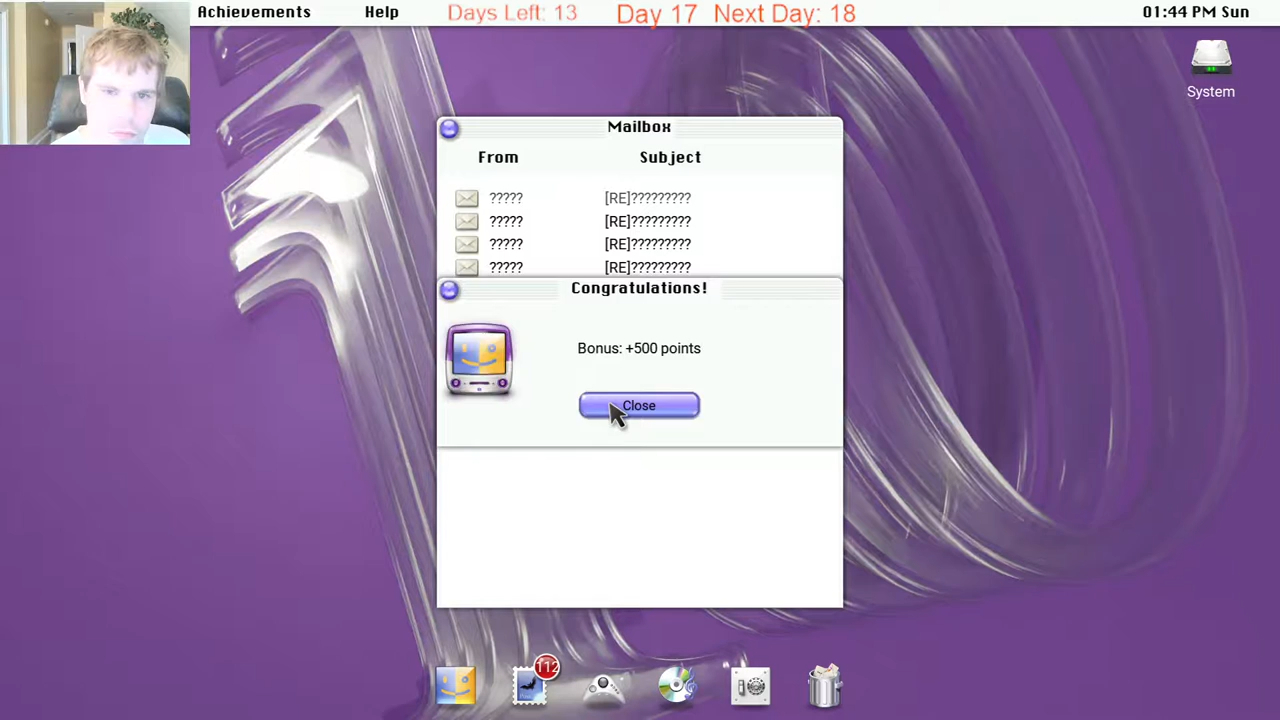 Achievements Help Days Left: 13 Day 17 Next Day: 18 01:44 PM Sun
System
Mailbox
From Subject
????? [RE]?????????
????? [RE]?????????
????? [RE]?????????
????? [RE]?????????
Congratulations!
Bonus: +500 points
Close
112